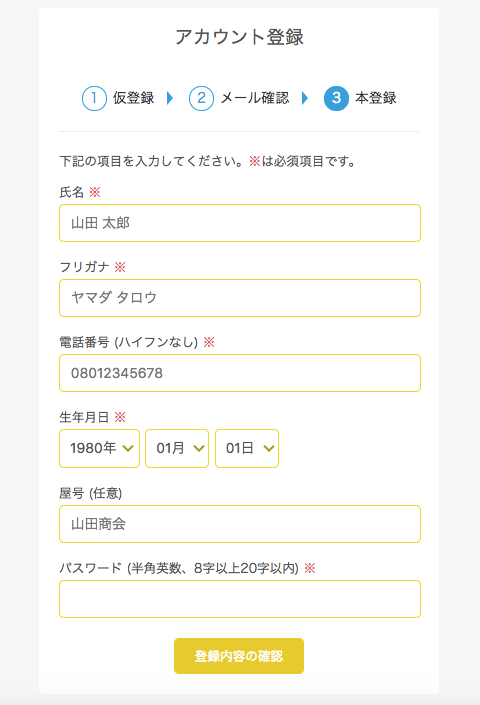 アカウント登録
1 仮登録 2 メール確認 3 本登録
下記の項目を入力してください。※は必須項目です。
氏名 ※
山田 太郎
フリガナ ※
ヤマダ タロウ
電話番号 (ハイフンなし) ※
08012345678
生年月日 ※
1980年 01月 01日
屋号 (任意)
山田商会
パスワード (半角英数、8字以上20字以内) ※
登録内容の確認